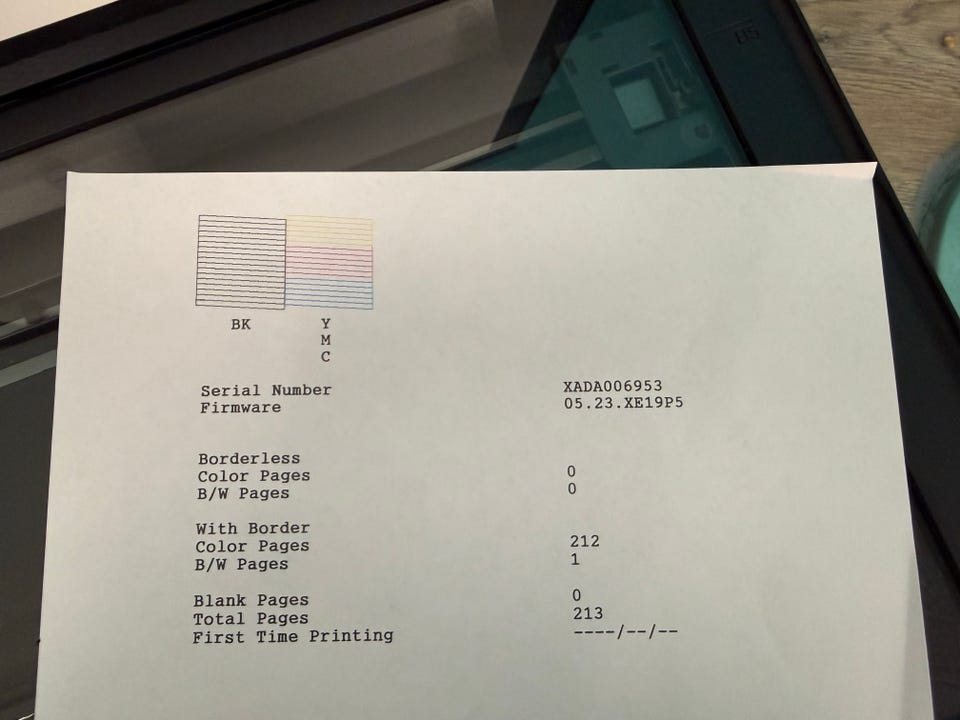 B5
BK
Y
M
C
Serial Number XADA006953
Firmware 05.23.XE19P5
Borderless
Color Pages 0
B/W Pages 0
With Border
Color Pages 212
B/W Pages 1
Blank Pages 0
Total Pages 213
First Time Printing ----/--/--